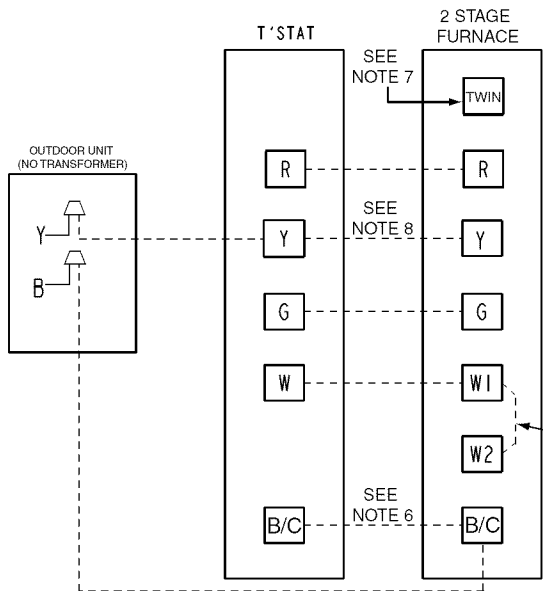 2 STAGE
FURNACE
T'STAT
SEE
NOTE 7
TWIN
OUTDOOR UNIT
(NO TRANSFORMER)
R
R
Y
Y
SEE
NOTE 8
Y
B
G
G
W
W1
W2
SEE
NOTE 6
B/C
B/C